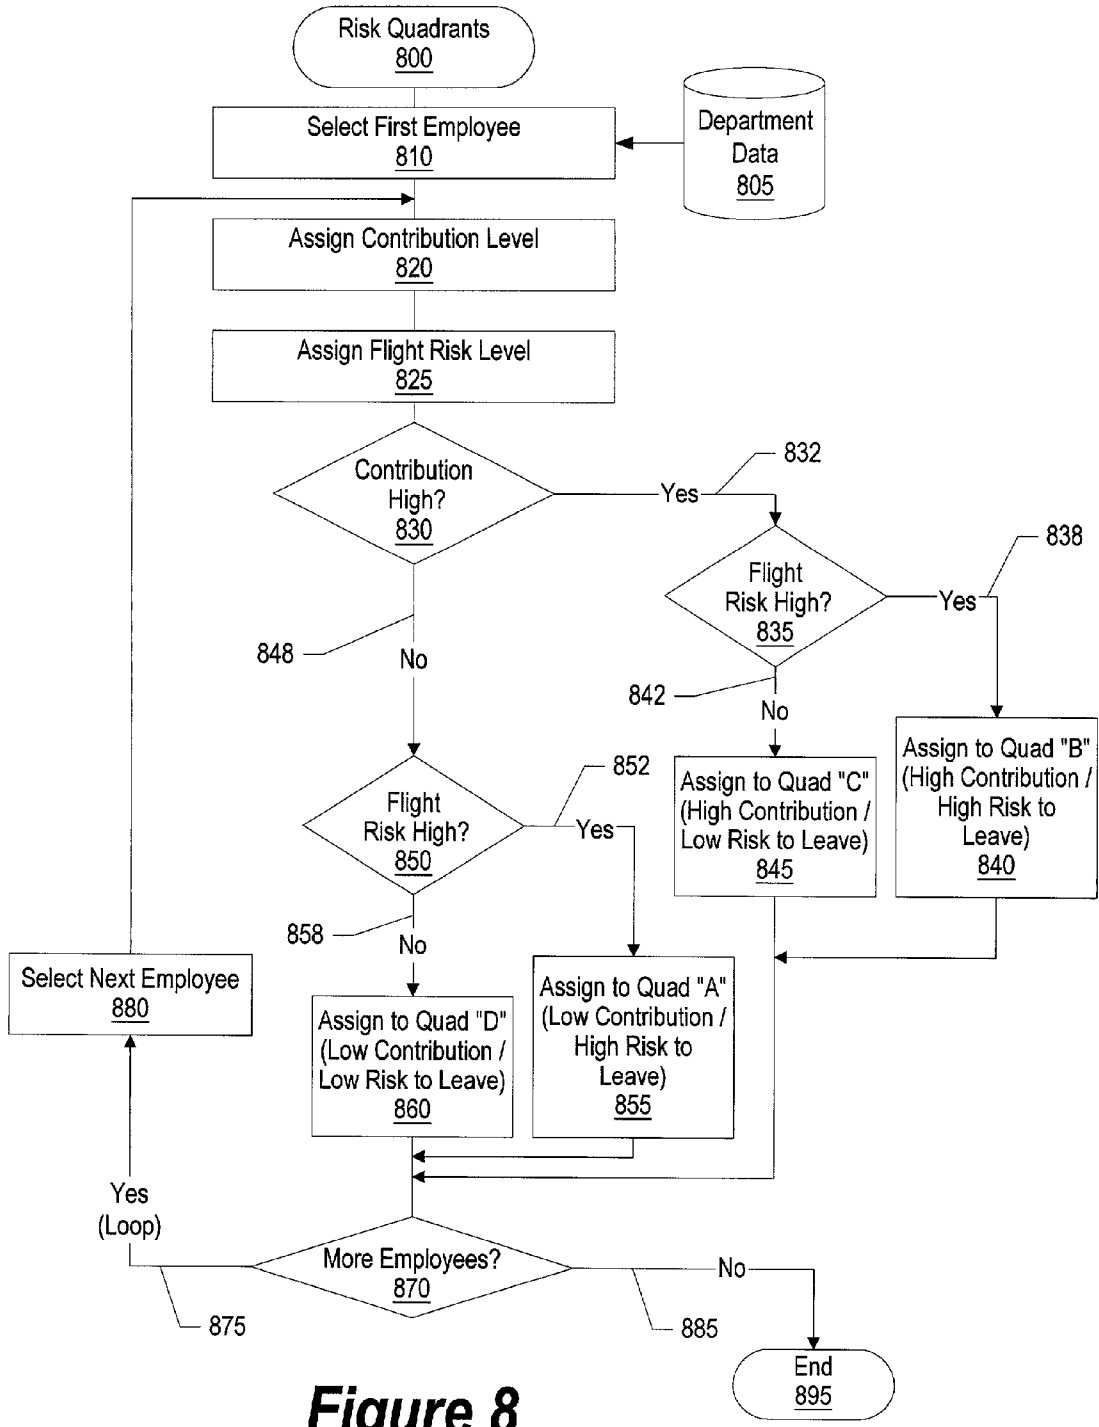 Risk Quadrants
800
Select First Employee
810
Department
Data
805
Assign Contribution Level
820
Assign Flight Risk Level
825
Contribution
High?
830
Yes
832
Flight
Risk High?
835
Yes
838
848
No
842
No
Assign to Quad "B"
(High Contribution /
High Risk to
Leave)
840
Assign to Quad "C"
(High Contribution /
Low Risk to Leave)
845
Flight
Risk High?
850
852
Yes
858
No
Select Next Employee
880
Assign to Quad "D"
(Low Contribution /
Low Risk to Leave)
860
Assign to Quad "A"
(Low Contribution /
High Risk to
Leave)
855
Yes
(Loop)
More Employees?
870
No
875
885
End
895
Figure 8